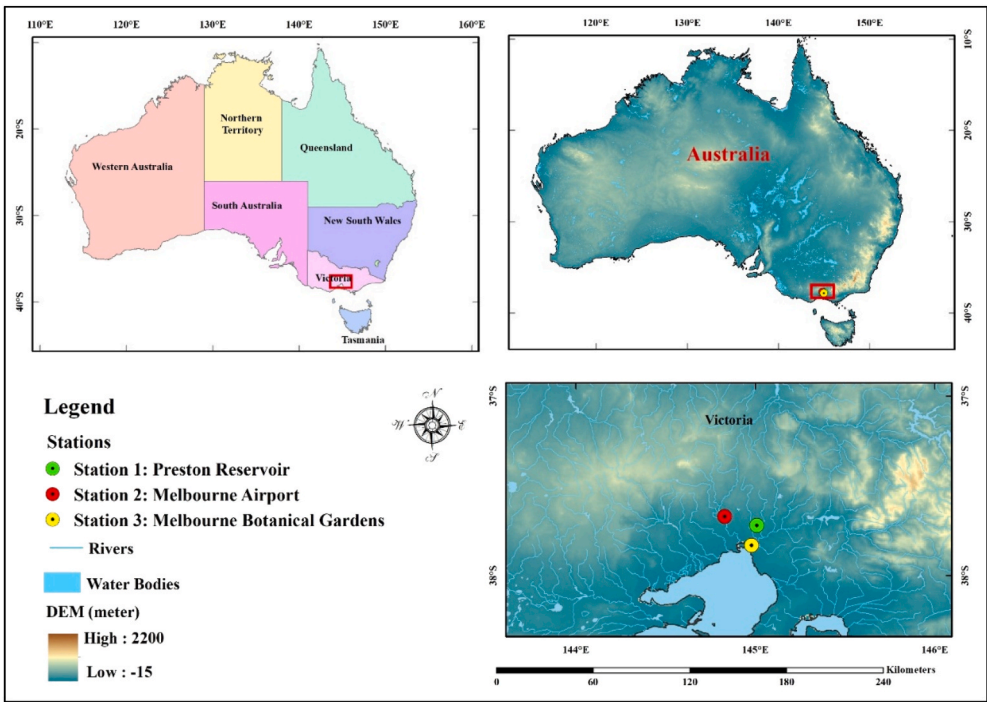 110°E 120°E 130°E 140°E 150°E 160°E
20°S
30°S
40°S
Western Australia
Northern
Territory
Queensland
South Australia
New South Wales
Victoria
Tasmania
120°E 130°E 140°E 150°E
10°S
20°S
30°S
40°S
Australia
Legend
Stations
Station 1: Preston Reservoir
Station 2: Melbourne Airport
Station 3: Melbourne Botanical Gardens
Rivers
Water Bodies
DEM (meter)
High : 2200
Low : -15
N
W E
S
Victoria
37°S
38°S
144°E 145°E 146°E
Kilometers
0 60 120 180 240